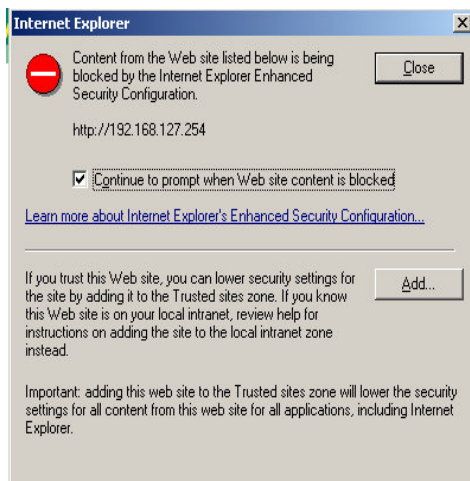 Internet Explorer
Content from the Web site listed below is being
blocked by the Internet Explorer Enhanced
Security Configuration.
Close
http://192.168.127.254
Continue to prompt when Web site content is blocked
Learn more about Internet Explorer's Enhanced Security Configuration...
If you trust this Web site, you can lower security settings for
the site by adding it to the Trusted sites zone. If you know
this Web site is on your local intranet, review help for
instructions on adding the site to the local intranet zone
instead.
Add...
Important: adding this web site to the Trusted sites zone will lower the security
settings for all content from this web site for all applications, including Internet
Explorer.